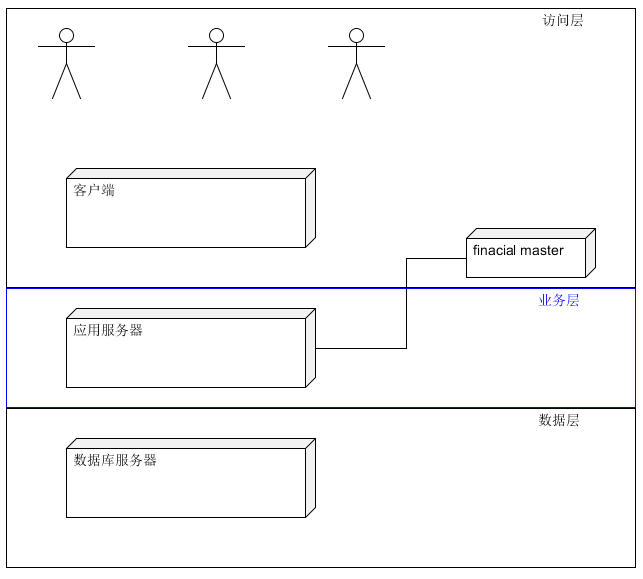 访问层
客户端
finacial master
业务层
应用服务器
数据层
数据库服务器